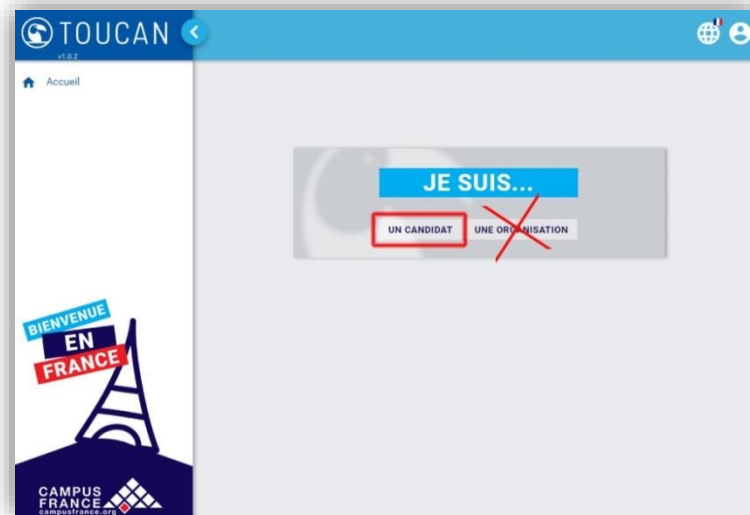 TOUCAN
v1.0.2
Accueil
JE SUIS...
UN CANDIDAT UNE ORGANISATION
BIENVENUE
EN
FRANCE
CAMPUS
FRANCE
campusfrance.org